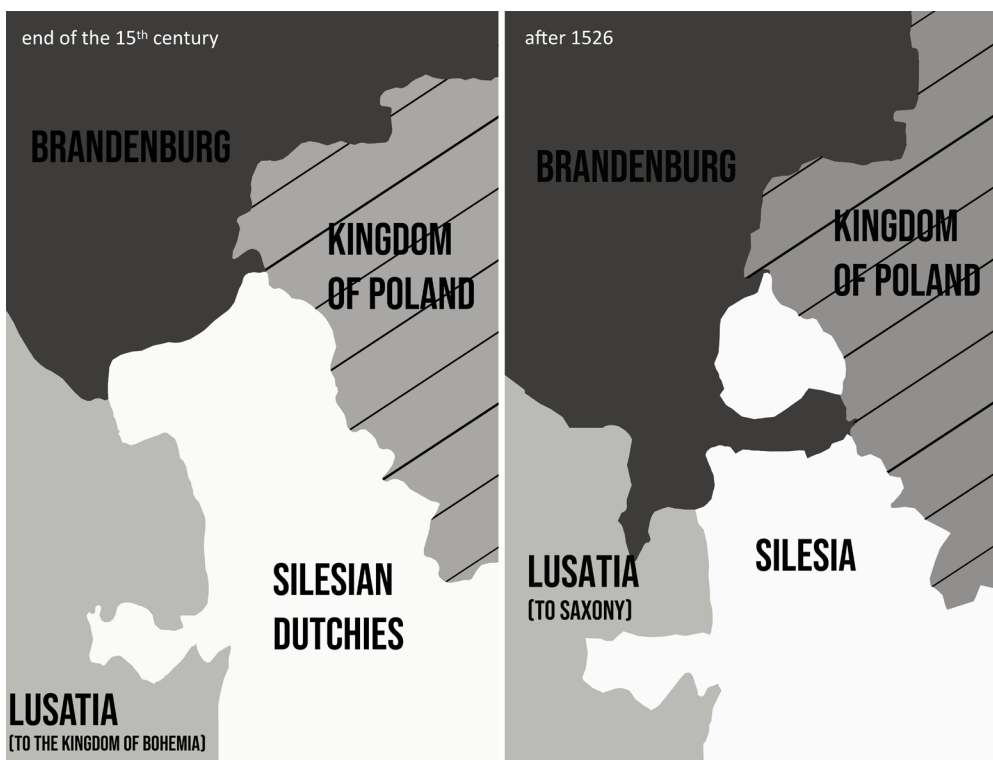 end of the 15th century
BRANDENBURG
KINGDOM
OF POLAND
SILESIAN
DUTCHIES
LUSATIA
(TO THE KINGDOM OF BOHEMIA)
after 1526
BRANDENBURG
KINGDOM
OF POLAND
SILESIA
LUSATIA
(TO SAXONY)